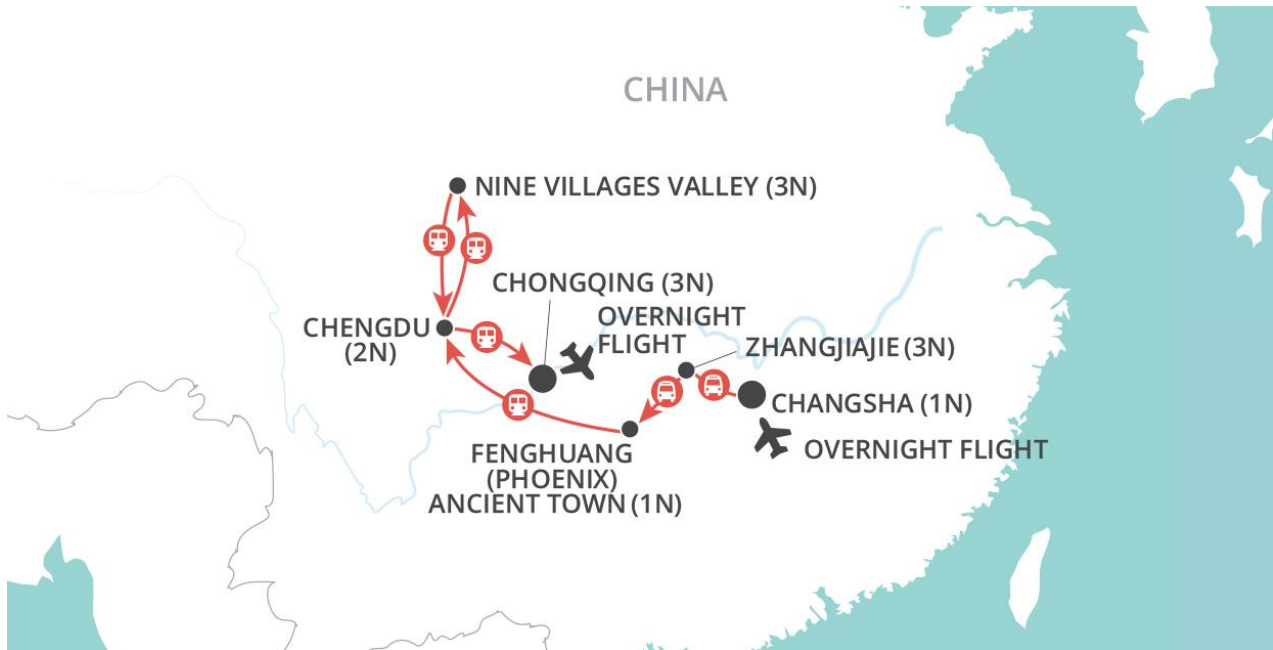 CHINA
NINE VILLAGES VALLEY (3N)
CHONGQING (3N)
OVERNIGHT
FLIGHT
CHENGDU
(2N)
ZHANGJIAJIE (3N)
CHANGSHA (1N)
OVERNIGHT FLIGHT
FENGHUANG
(PHOENIX)
ANCIENT TOWN (1N)